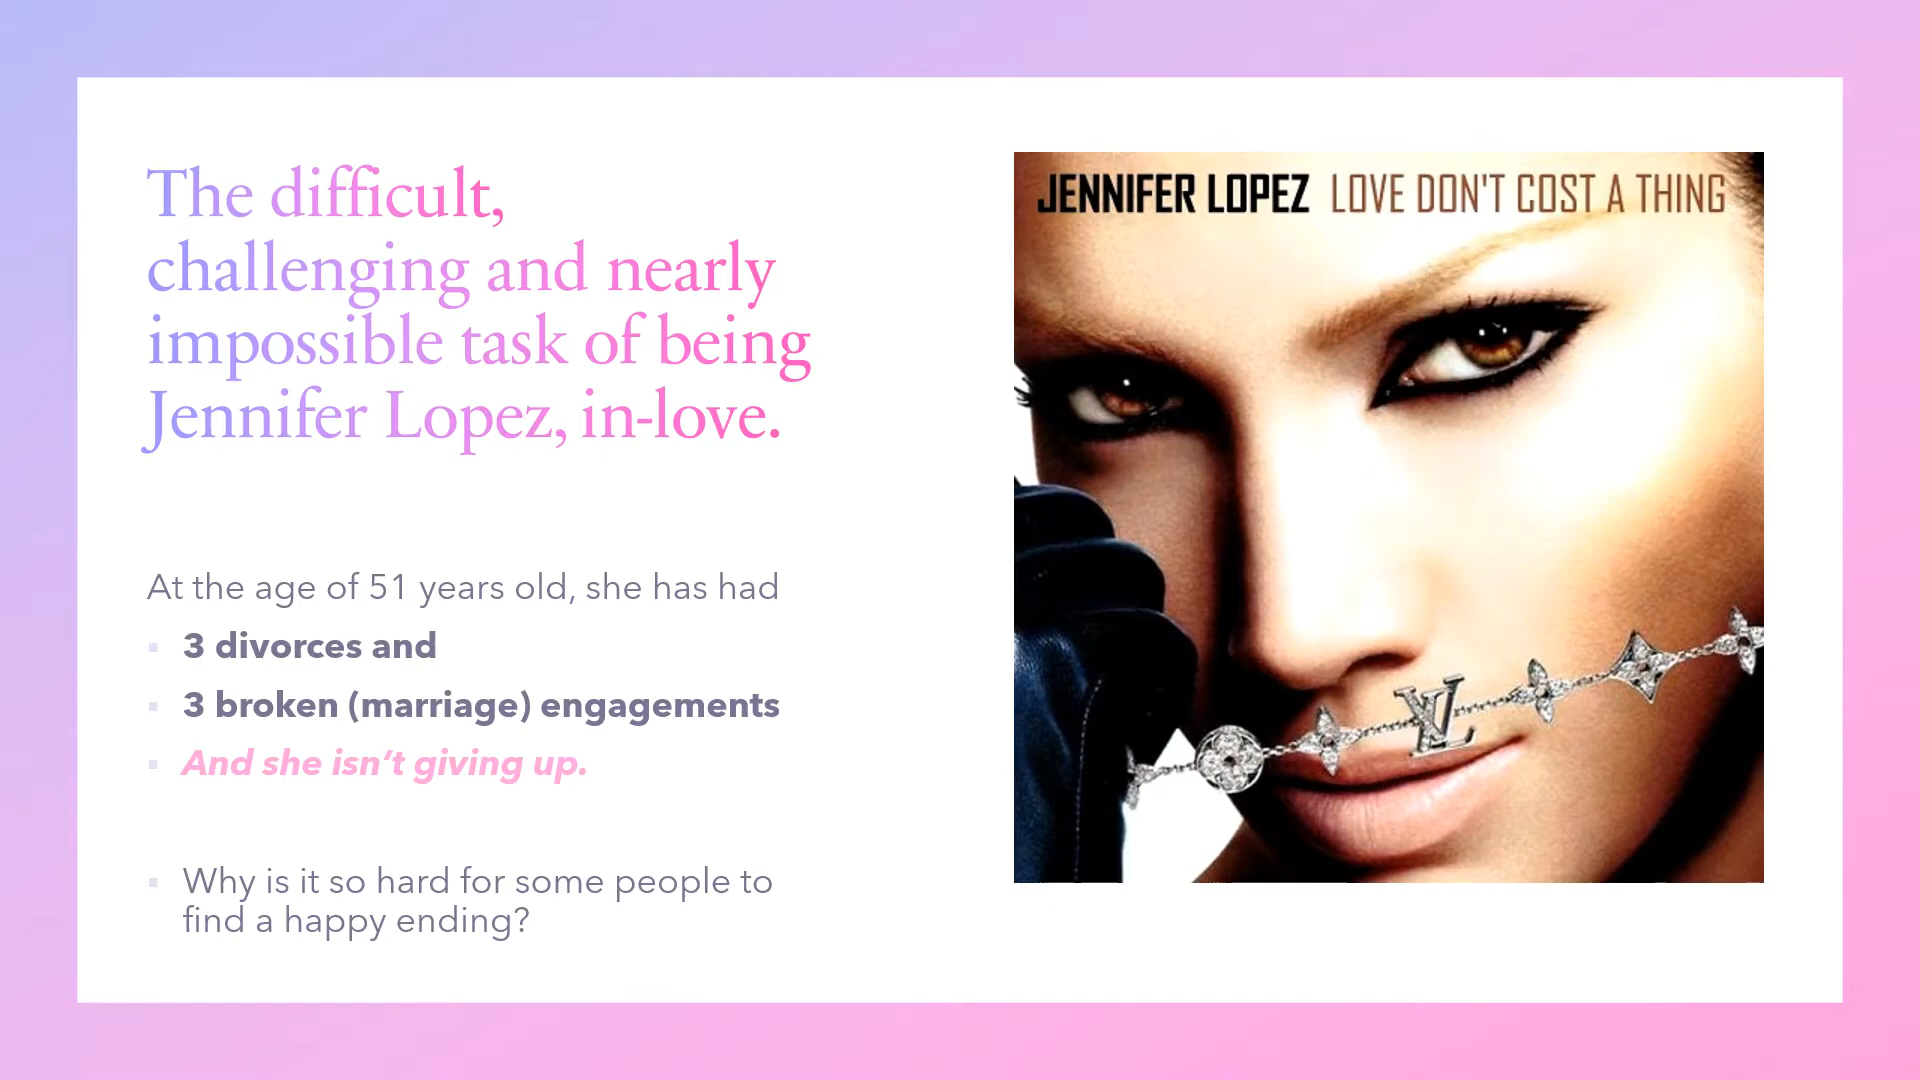 The difficult,
challenging and nearly
impossible task of being
Jennifer Lopez, in-love.
At the age of 51 years old, she has had
3 divorces and
3 broken (marriage) engagements
And she isn’t giving up.
Why is it so hard for some people to
find a happy ending?
JENNIFER LOPEZ LOVE DON'T COST A THING
LV